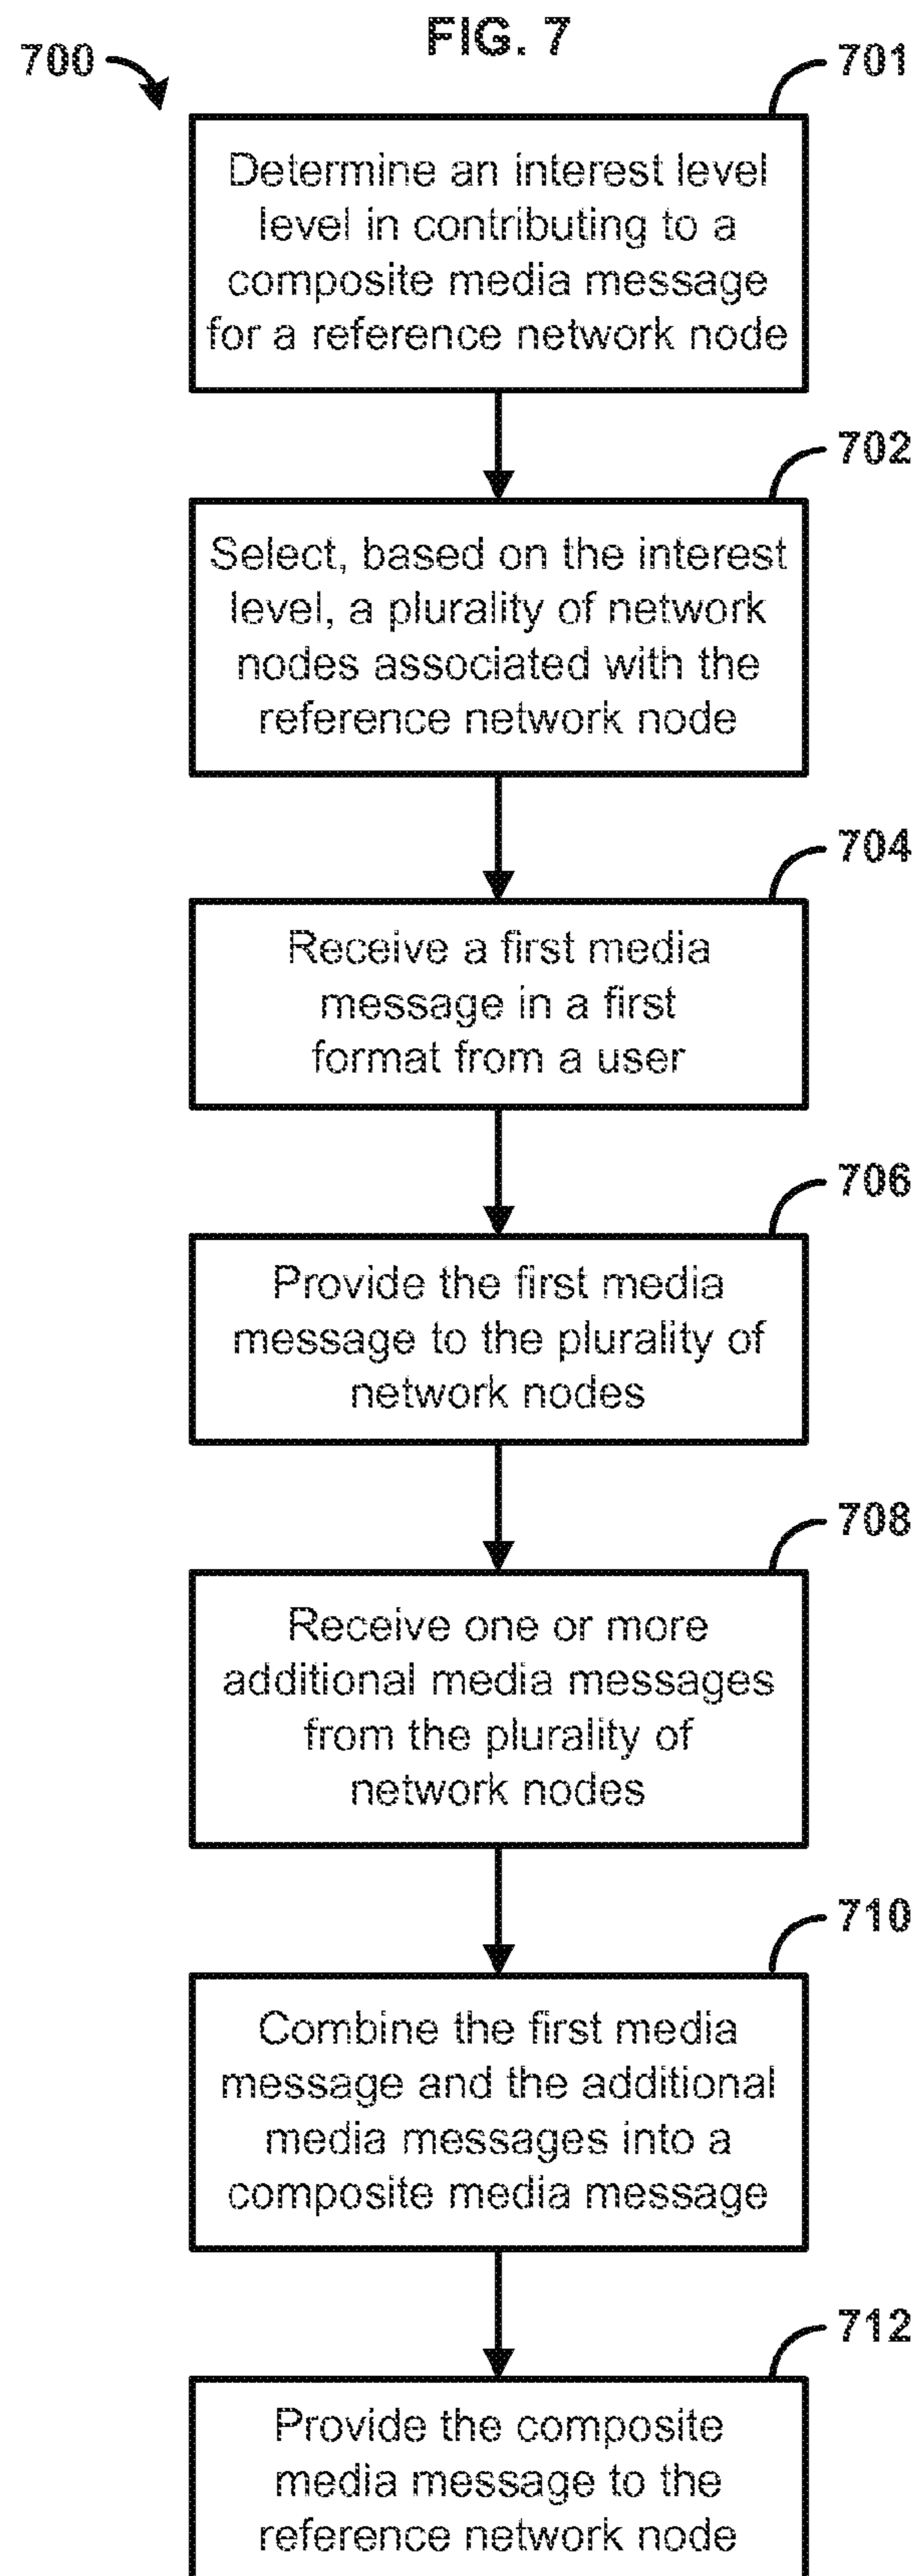 FIG. 7
700
701
Determine an interest level
level in contributing to a
composite media message
for a reference network node
702
Select, based on the interest
level, a plurality of network
nodes associated with the
reference network node
704
Receive a first media
message in a first
format from a user
706
Provide the first media
message to the plurality of
network nodes
708
Receive one or more
additional media messages
from the plurality of
network nodes
710
Combine the first media
message and the additional
media messages into a
composite media message
712
Provide the composite
media message to the
reference network node